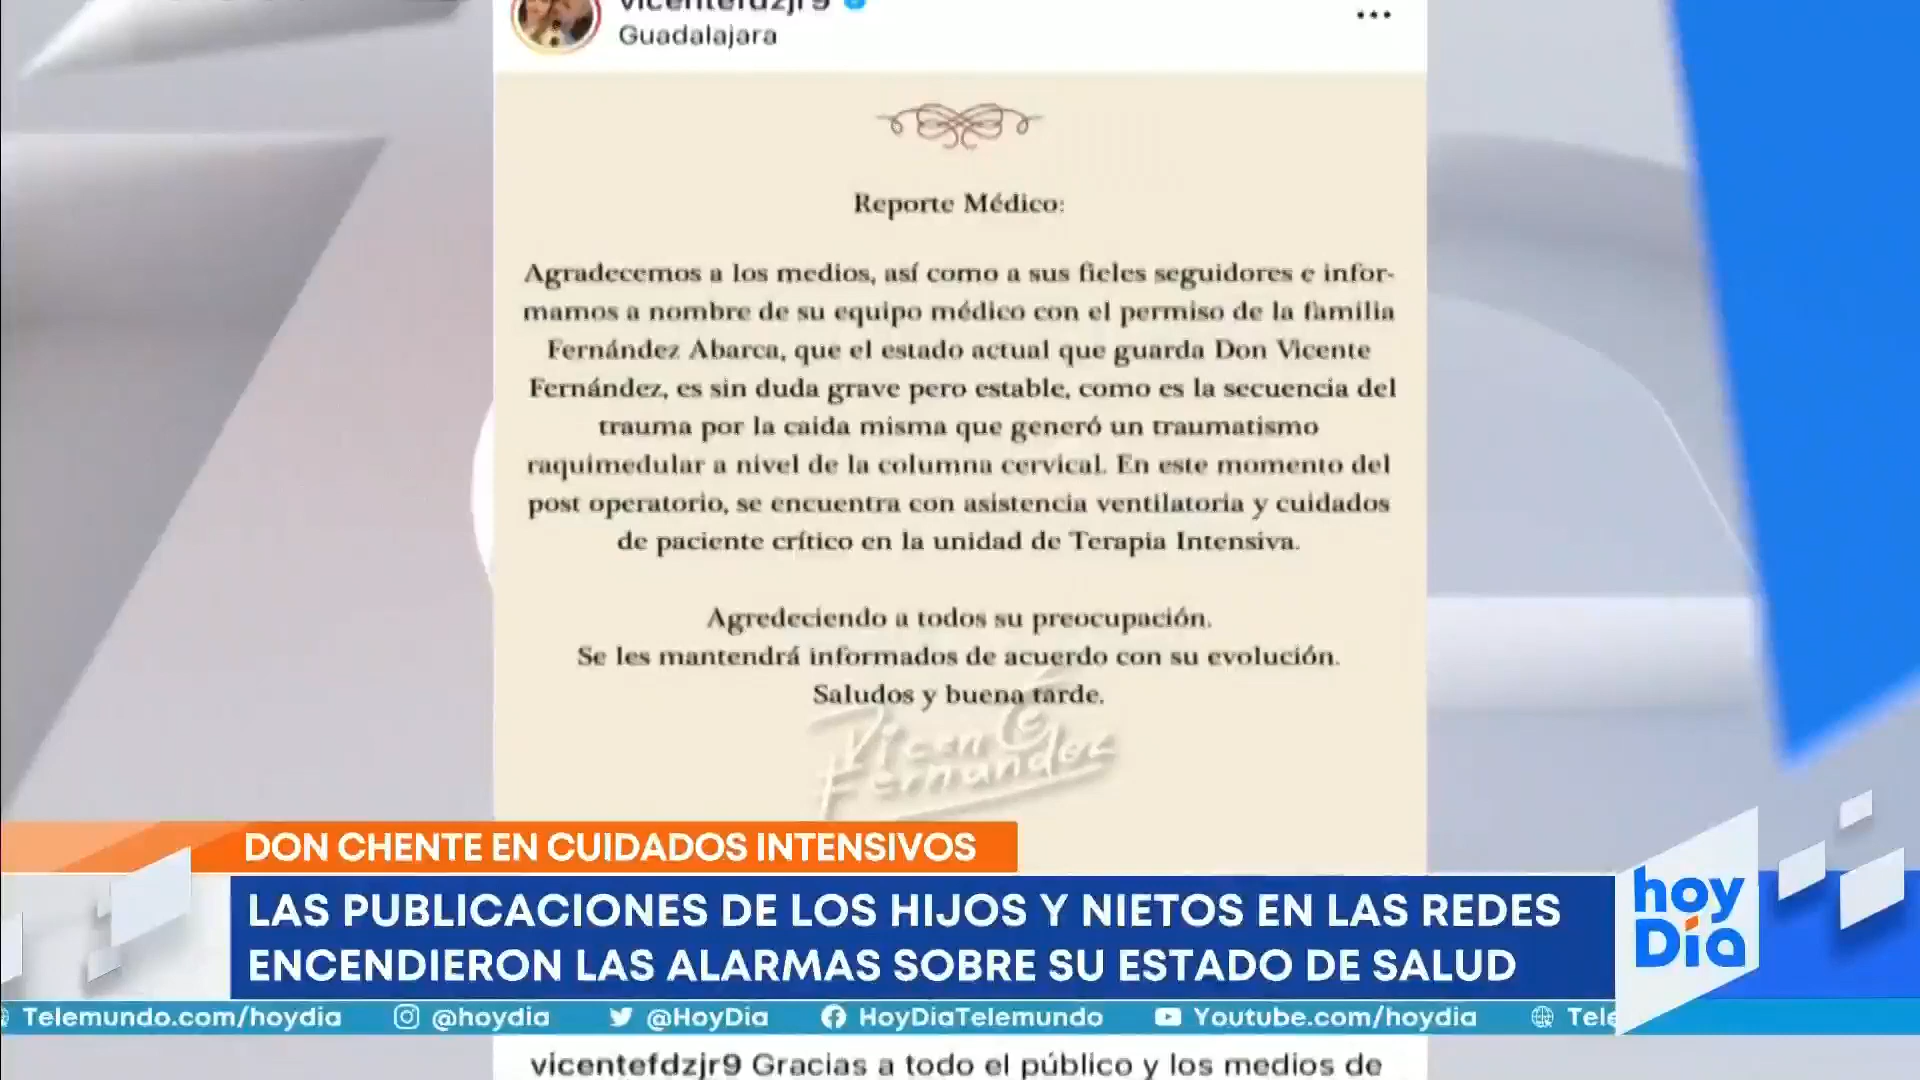 vicentefdzjr9
Guadalajara
Reporte Médico:
Agradecemos a los medios, así como a sus fieles seguidores e infor-
mamos a nombre de su equipo médico con el permiso de la familia
Fernández Abarca, que el estado actual que guarda Don Vicente
Fernández, es sin duda grave pero estable, como es la secuencia del
trauma por la caida misma que generó un traumatismo
raquimedular a nivel de la columna cervical. En este momento del
post operatorio, se encuentra con asistencia ventilatoria y cuidados
de paciente crítico en la unidad de Terapia Intensiva.
Agredeciendo a todos su preocupación.
Se les mantendrá informados de acuerdo con su evolución.
Saludos y buena tarde.
Vicente
Fernández
DON CHENTE EN CUIDADOS INTENSIVOS
LAS PUBLICACIONES DE LOS HIJOS Y NIETOS EN LAS REDES
ENCENDIERON LAS ALARMAS SOBRE SU ESTADO DE SALUD
hoy
Día
Telemundo.com/hoydia @hoydia @HoyDia HoyDiaTelemundo Youtube.com/hoydia Tele
vicentefdzjr9 Gracias a todo el público y los medios de